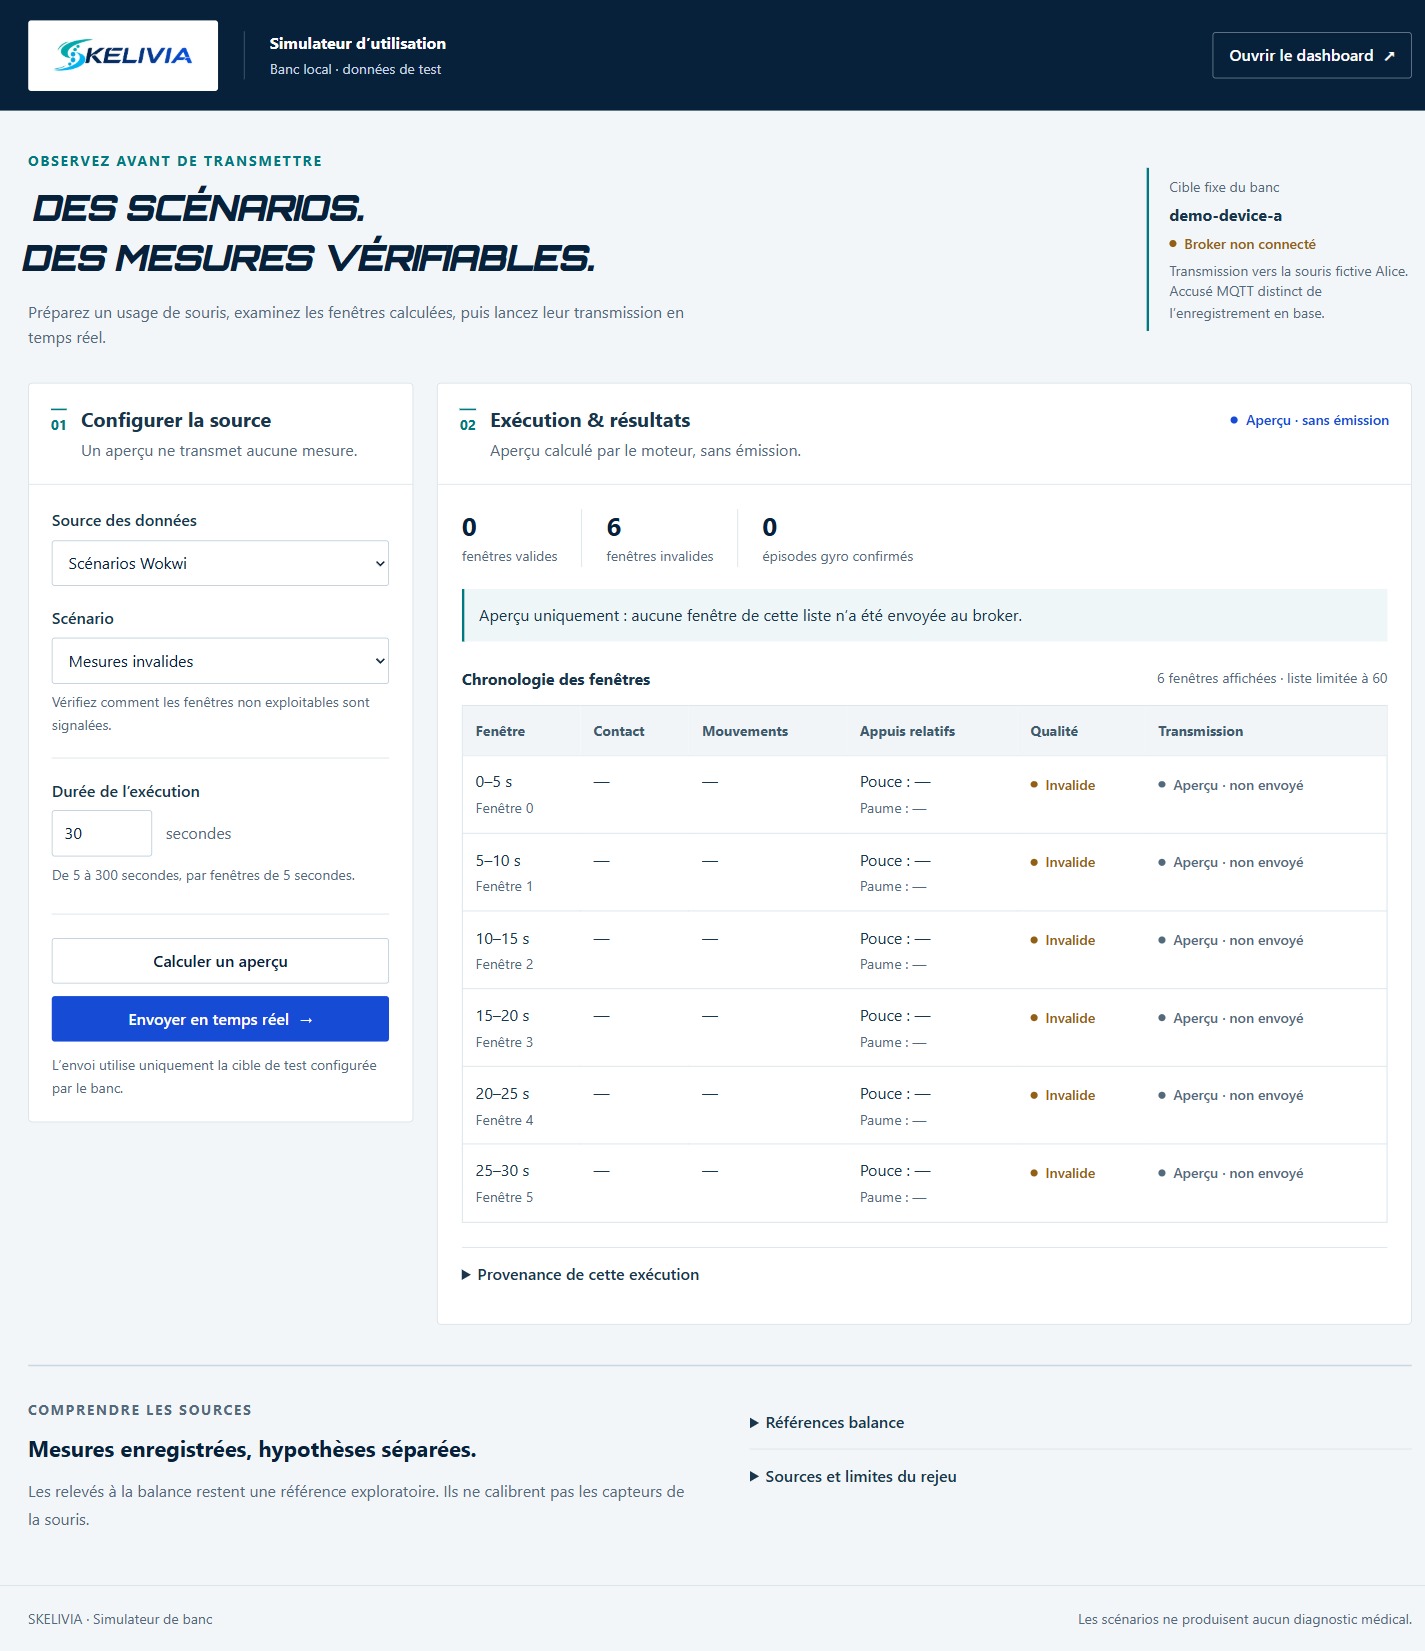 SKELIVIA
Simulateur d’utilisation
Banc local · données de test
Ouvrir le dashboard ↗
OBSERVEZ AVANT DE TRANSMETTRE
DES SCÉNARIOS.
DES MESURES VÉRIFIABLES.
Préparez un usage de souris, examinez les fenêtres calculées, puis lancez leur transmission en
temps réel.
Cible fixe du banc
demo-device-a
Broker non connecté
Transmission vers la souris fictive Alice.
Accusé MQTT distinct de
l’enregistrement en base.
01 Configurer la source
Un aperçu ne transmet aucune mesure.
Source des données
Scénarios Wokwi
Scénario
Mesures invalides
Vérifiez comment les fenêtres non exploitables sont
signalées.
Durée de l’exécution
30 secondes
De 5 à 300 secondes, par fenêtres de 5 secondes.
Calculer un aperçu
Envoyer en temps réel →
L’envoi utilise uniquement la cible de test configurée
par le banc.
02 Exécution & résultats
Aperçu · sans émission
Aperçu calculé par le moteur, sans émission.
0 6 0
fenêtres valides fenêtres invalides épisodes gyro confirmés
Aperçu uniquement : aucune fenêtre de cette liste n’a été envoyée au broker.
Chronologie des fenêtres 6 fenêtres affichées · liste limitée à 60
Fenêtre Contact Mouvements Appuis relatifs Qualité Transmission
0–5 s — — Pouce : — Invalide Aperçu · non envoyé
Fenêtre 0 Paume : —
5–10 s — — Pouce : — Invalide Aperçu · non envoyé
Fenêtre 1 Paume : —
10–15 s — — Pouce : — Invalide Aperçu · non envoyé
Fenêtre 2 Paume : —
15–20 s — — Pouce : — Invalide Aperçu · non envoyé
Fenêtre 3 Paume : —
20–25 s — — Pouce : — Invalide Aperçu · non envoyé
Fenêtre 4 Paume : —
25–30 s — — Pouce : — Invalide Aperçu · non envoyé
Fenêtre 5 Paume : —
Provenance de cette exécution
COMPRENDRE LES SOURCES
Mesures enregistrées, hypothèses séparées.
Les relevés à la balance restent une référence exploratoire. Ils ne calibrent pas les capteurs de
la souris.
Références balance
Sources et limites du rejeu
SKELIVIA · Simulateur de banc
Les scénarios ne produisent aucun diagnostic médical.